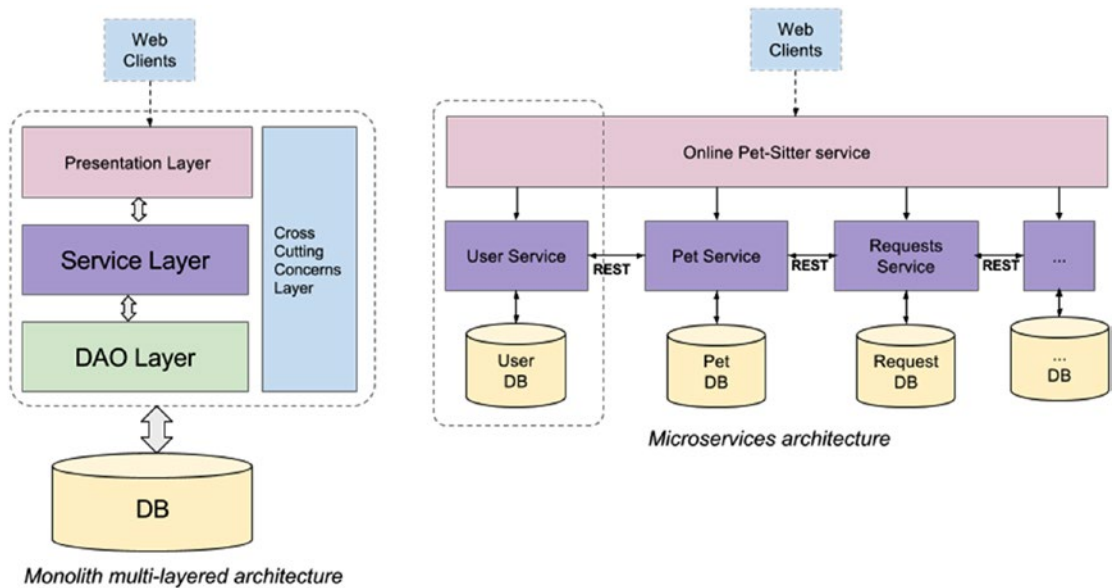 Web
Clients
Presentation Layer
Service Layer
DAO Layer
Cross
Cutting
Concerns
Layer
DB
Monolith multi-layered architecture
Web
Clients
Online Pet-Sitter service
User Service
REST
Pet Service
REST
Requests
Service
REST
...
User
DB
Pet
DB
Request
DB
...
DB
Microservices architecture